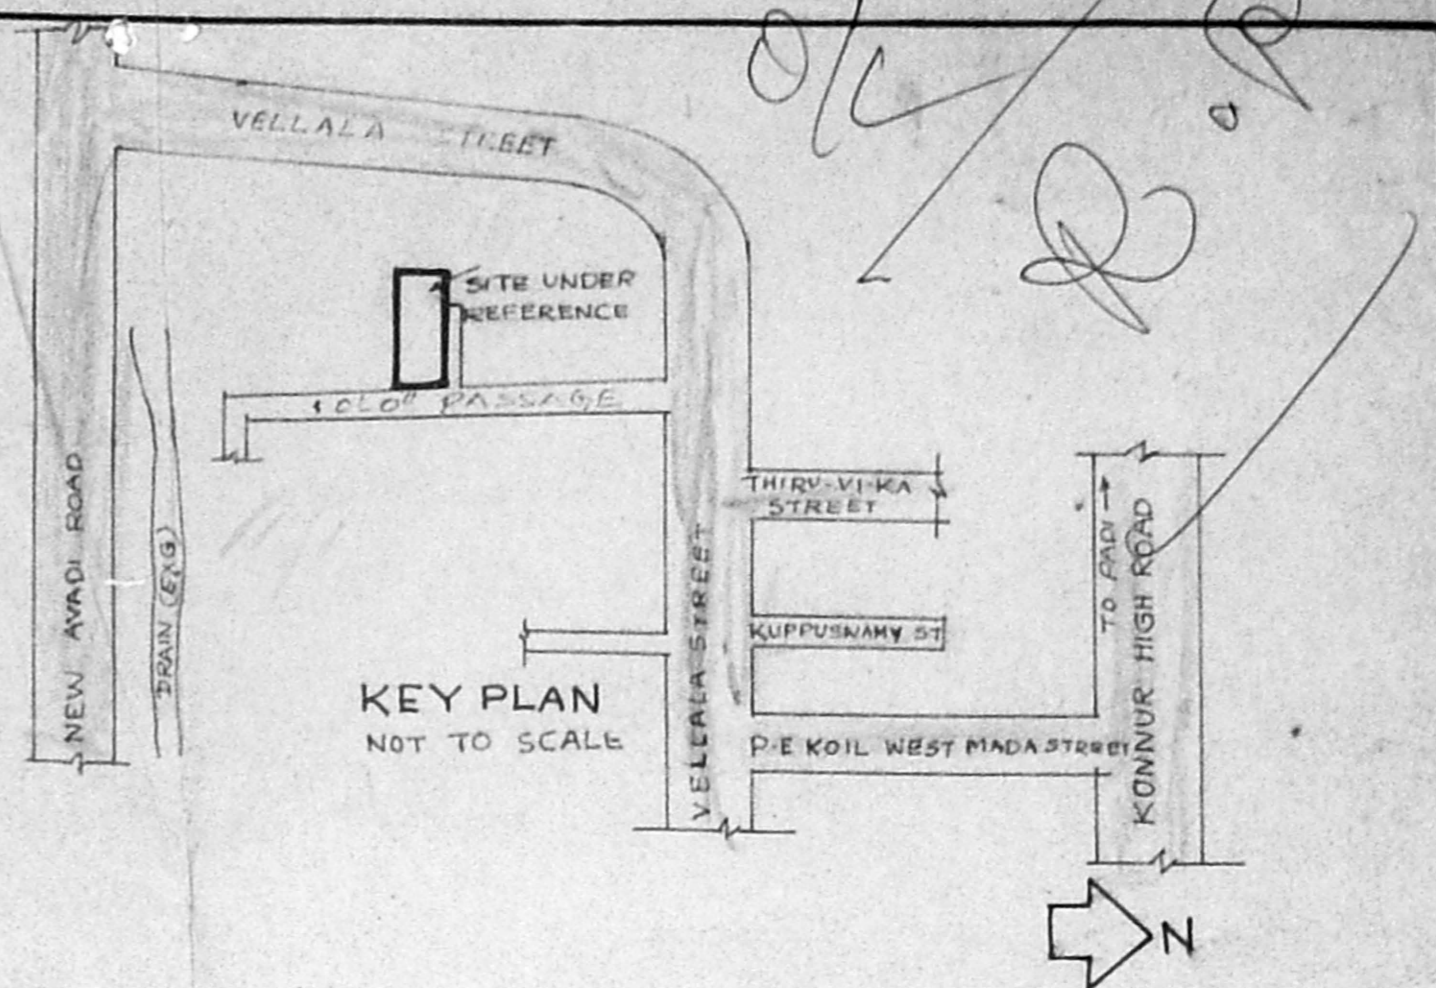 VELLALA STREET
SITE UNDER
REFERENCE
PASSAGE
NEW AVADI ROAD
DRAIN (EXG)
THIRU-VI-KA
STREET
KUPPUSWAMY ST
VELLALA STREET
P.E KOIL WEST MADA STREET
TO PADI
KONNUR HIGH ROAD
KEY PLAN
NOT TO SCALE
N